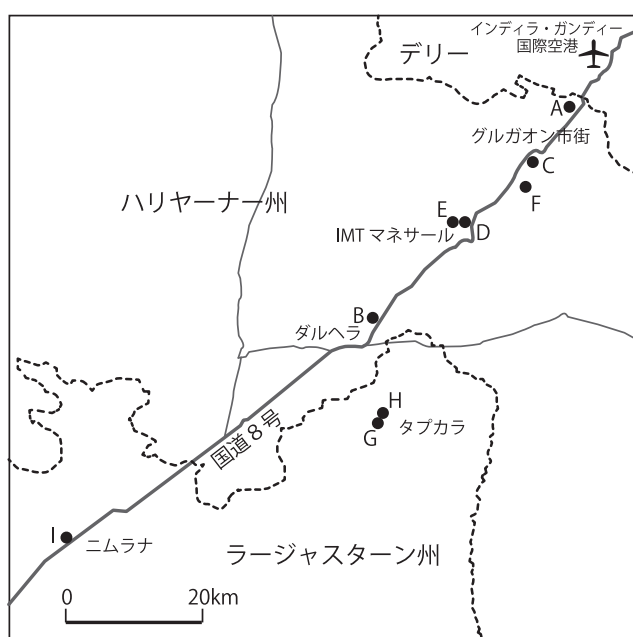 インディラ・ガンディー
国際空港
デリー
A
グルガオン市街
C
F
ハリヤーナー州
E
D
IMT マネサール
B
ダルヘラ
H
G
タプカラ
国道8号
I
ニムラナ
ラージャスターン州
0
20km